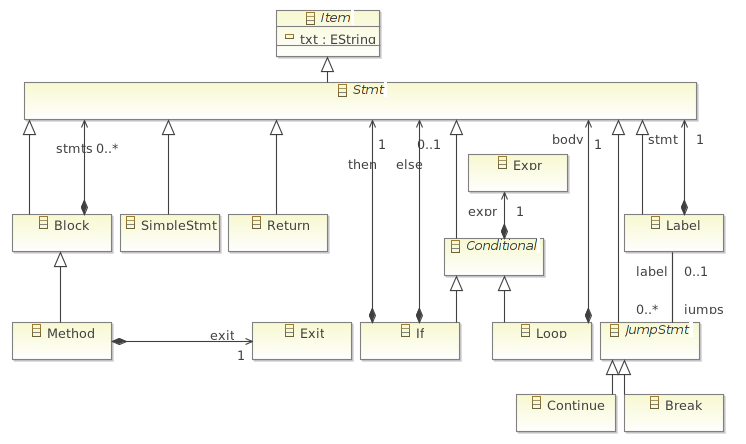 Item
txt : EString
Stmt
stmts 0..*
1
0..1
then
else
body
1
stmt
1
Expr
expr
1
Block
SimpleStmt
Return
Conditional
Label
label
0..1
0..*
jumps
Method
exit
1
Exit
If
Loop
JumpStmt
Continue
Break